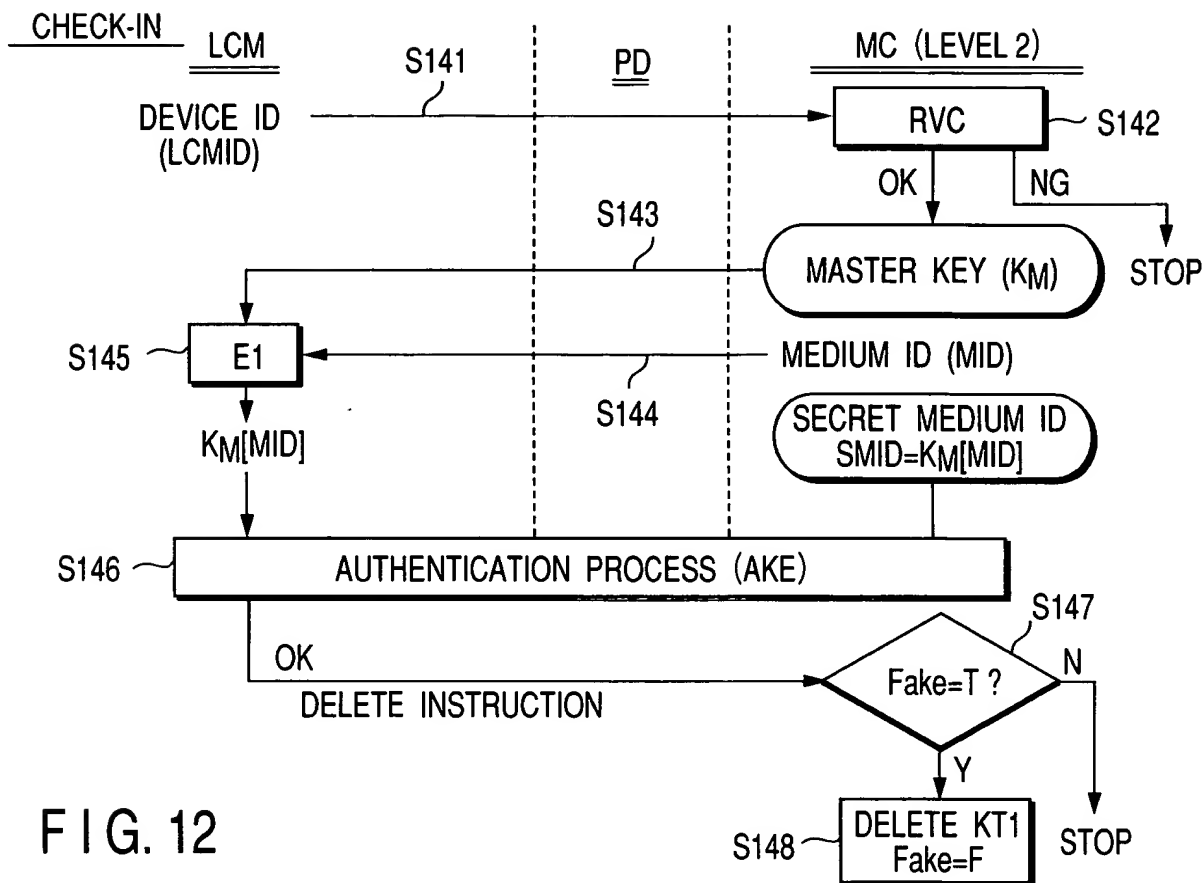 CHECK-IN
LCM
PD
MC (LEVEL 2)
S141
DEVICE ID
(LCMID)
RVC
S142
OK
NG
S143
MASTER KEY (KM)
STOP
S145
E1
MEDIUM ID (MID)
S144
KM[MID]
SECRET MEDIUM ID
SMID=KM[MID]
S146
AUTHENTICATION PROCESS (AKE)
S147
OK
DELETE INSTRUCTION
Fake=T ?
N
Y
DELETE KT1
Fake=F
S148
STOP
FIG. 12